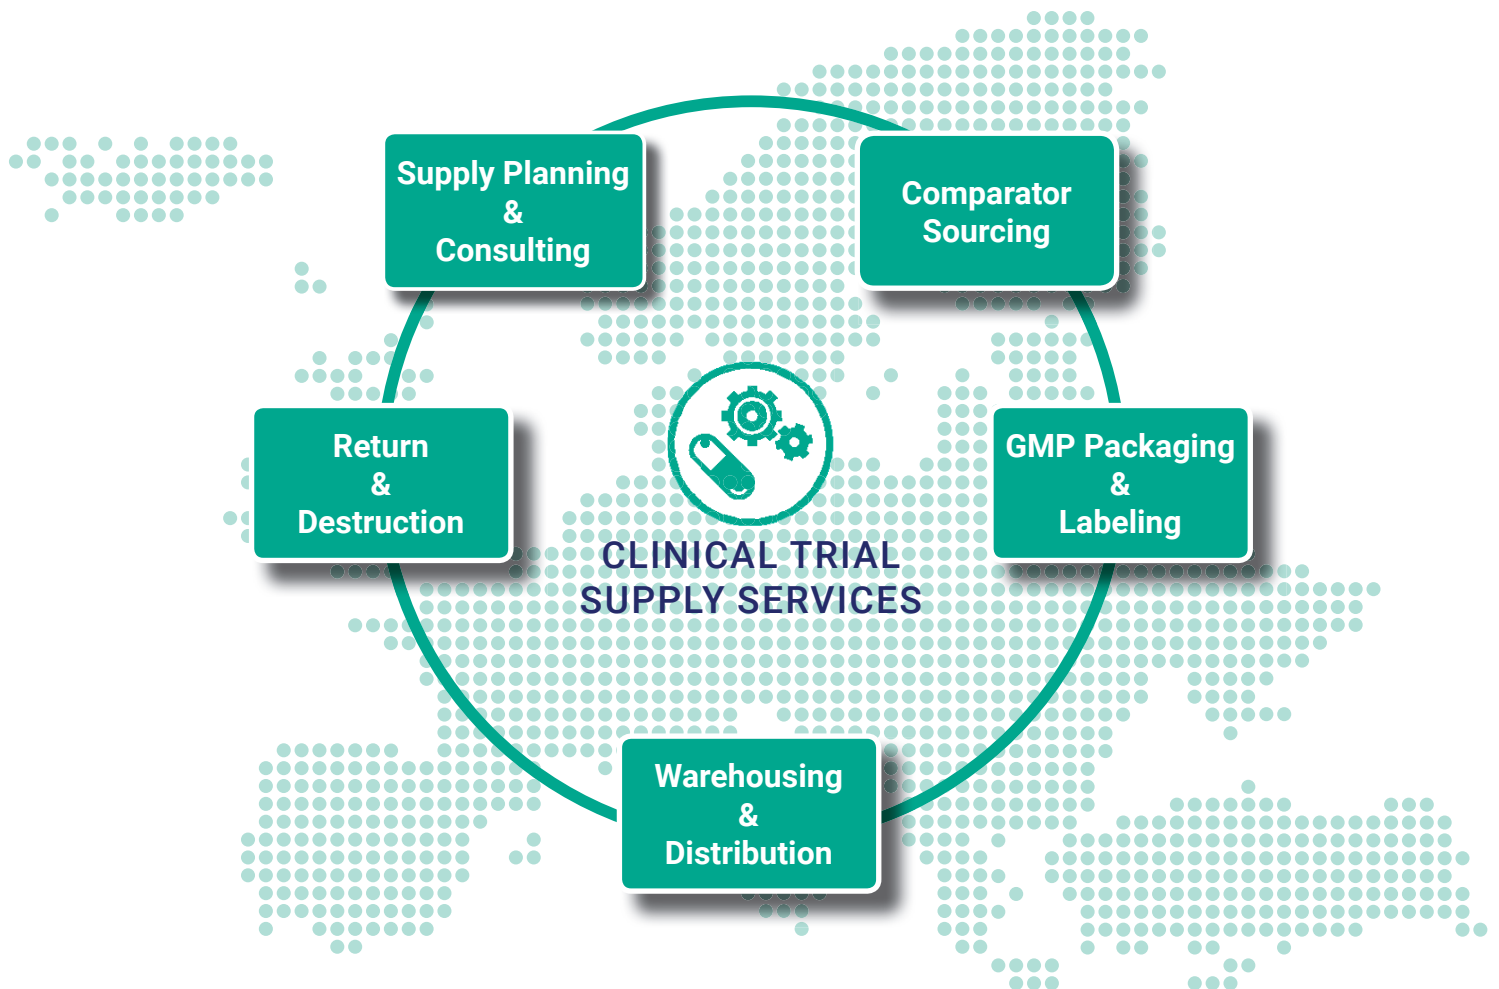 Supply Planning
&
Consulting
Comparator
Sourcing
Return
&
Destruction
GMP Packaging
&
Labeling
CLINICAL TRIAL
SUPPLY SERVICES
Warehousing
&
Distribution